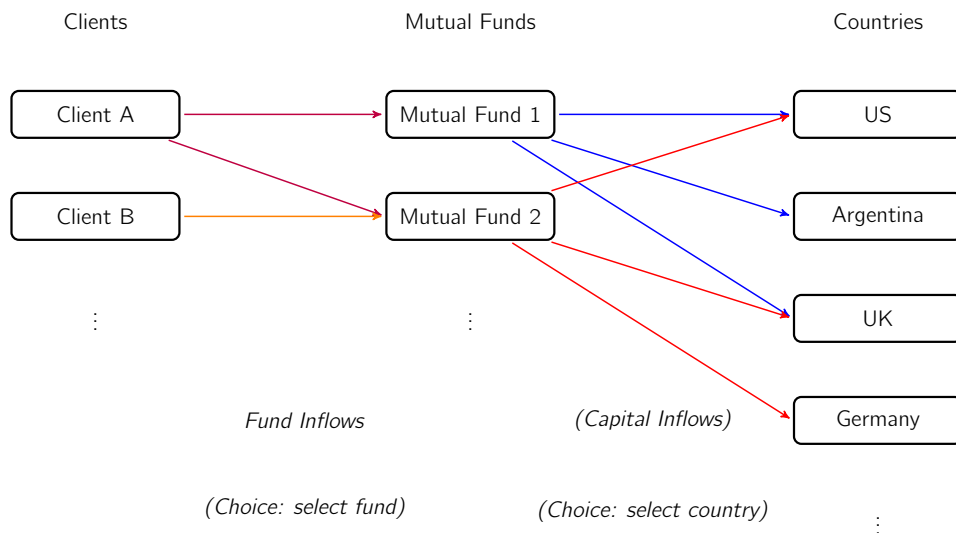 Clients
Mutual Funds
Countries
Client A
Mutual Fund 1
US
Client B
Mutual Fund 2
Argentina
⋮
⋮
UK
Fund Inflows
(Capital Inflows)
Germany
(Choice: select fund)
(Choice: select country)
⋮